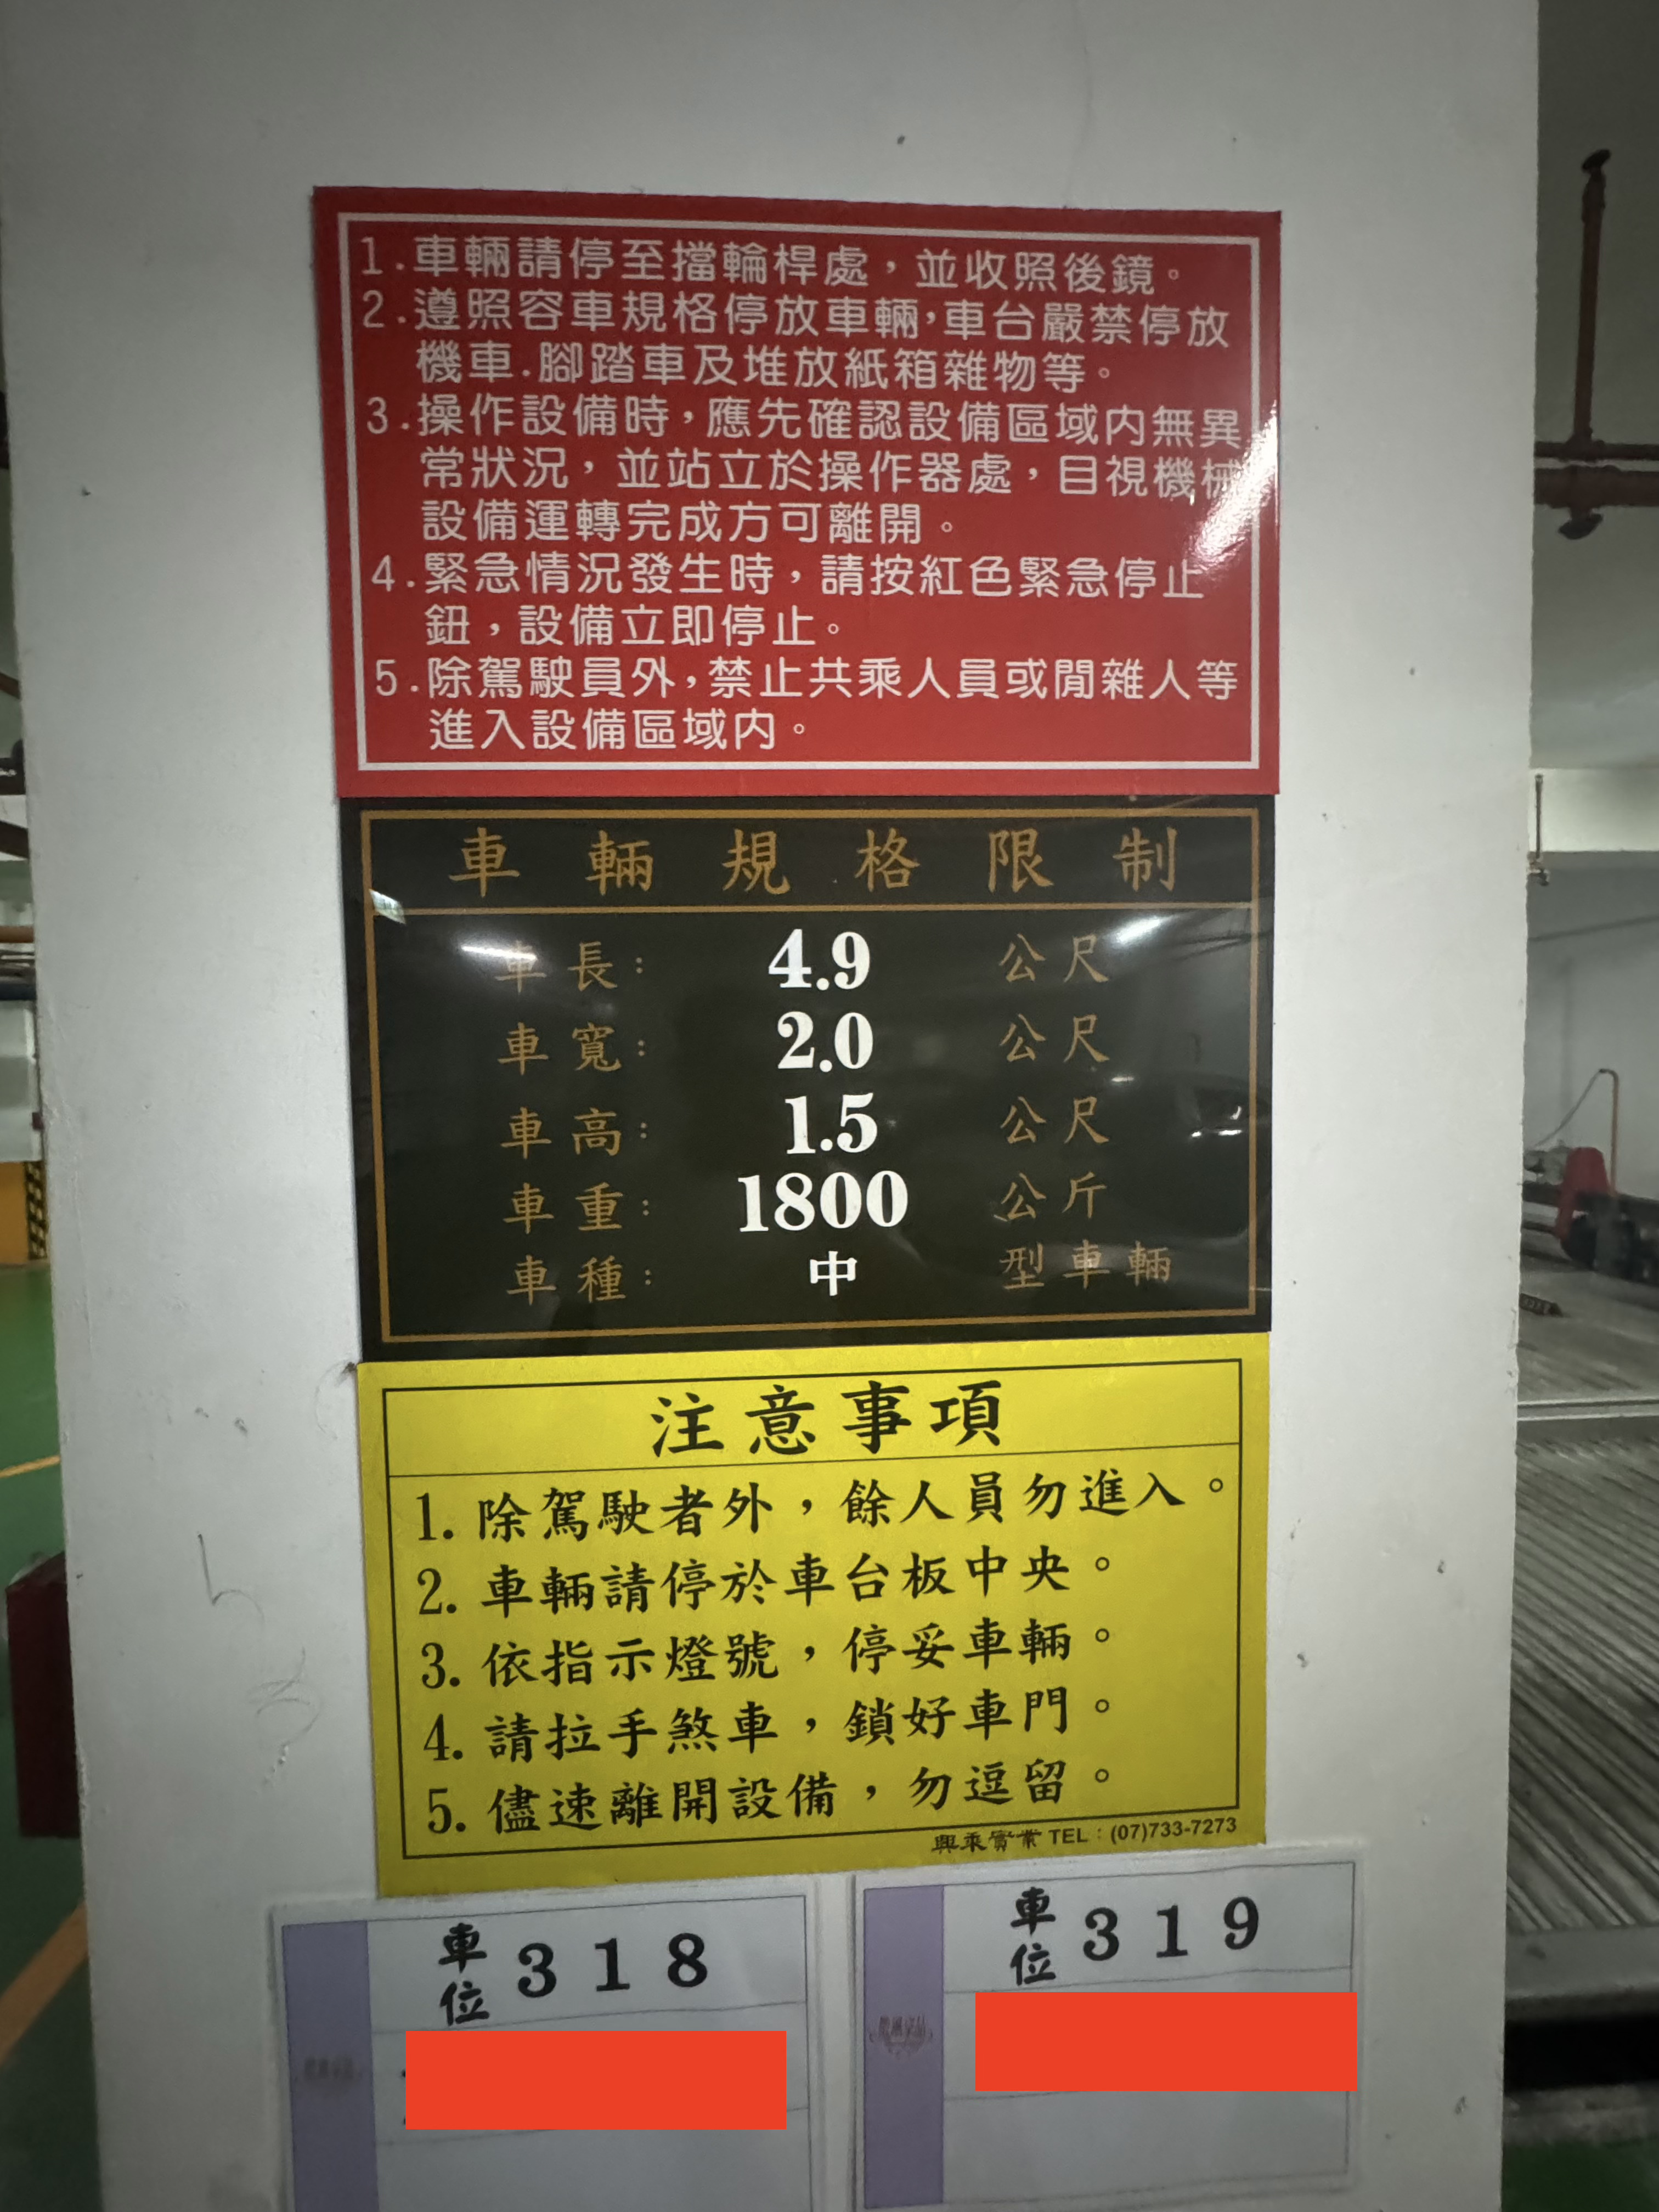 1.車輛請停至擋輪桿處，並收照後鏡。
2.遵照容車規格停放車輛，車台嚴禁停放
機車.腳踏車及堆放紙箱雜物等。
3.操作設備時，應先確認設備區域內無異
常狀況，並站立於操作器處，目視機械
設備運轉完成方可離開。
4.緊急情況發生時，請按紅色緊急停止
鈕，設備立即停止。
5.除駕駛員外，禁止共乘人員或閒雜人等
進入設備區域內。
車輛規格限制
車長: 4.9 公尺
車寬: 2.0 公尺
車高: 1.5 公尺
車重: 1800 公斤
車種: 中 型車輛
注意事項
1. 除駕駛者外，餘人員勿進入。
2. 車輛請停於車台板中央。
3. 依指示燈號，停妥車輛。
4. 請拉手煞車，鎖好車門。
5. 儘速離開設備，勿逗留。
興乘實業 TEL：(07)733-7273
車位 318
車位 319